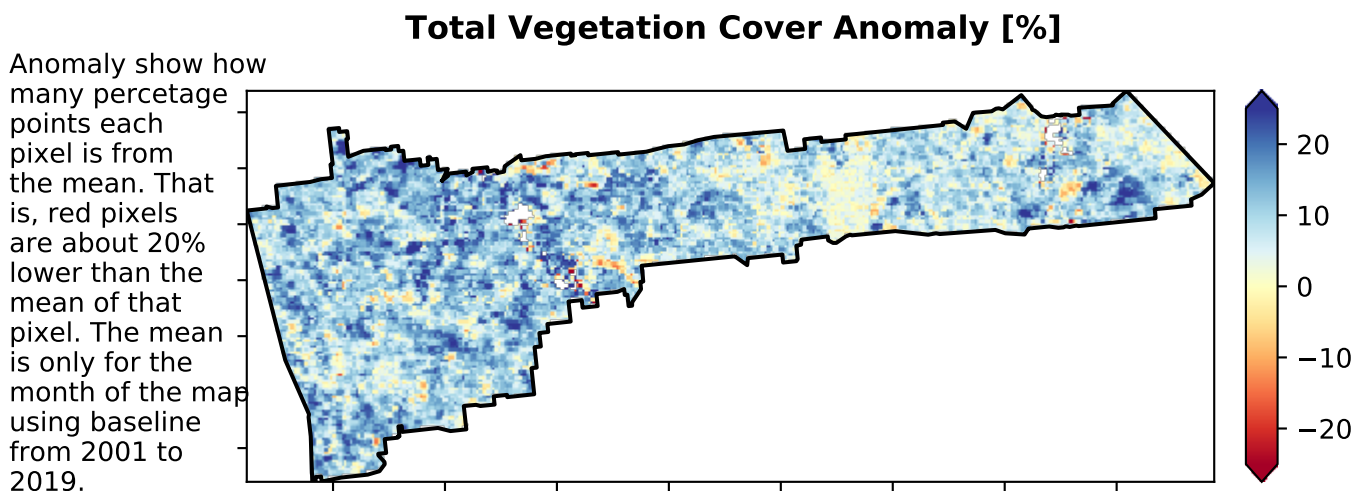 Total Vegetation Cover Anomaly [%]
Anomaly show how
many percetage
points each
pixel is from
the mean. That
is, red pixels
are about 20%
lower than the
mean of that
pixel. The mean
is only for the
month of the map
using baseline
from 2001 to
2019.
20
10
0
−10
−20